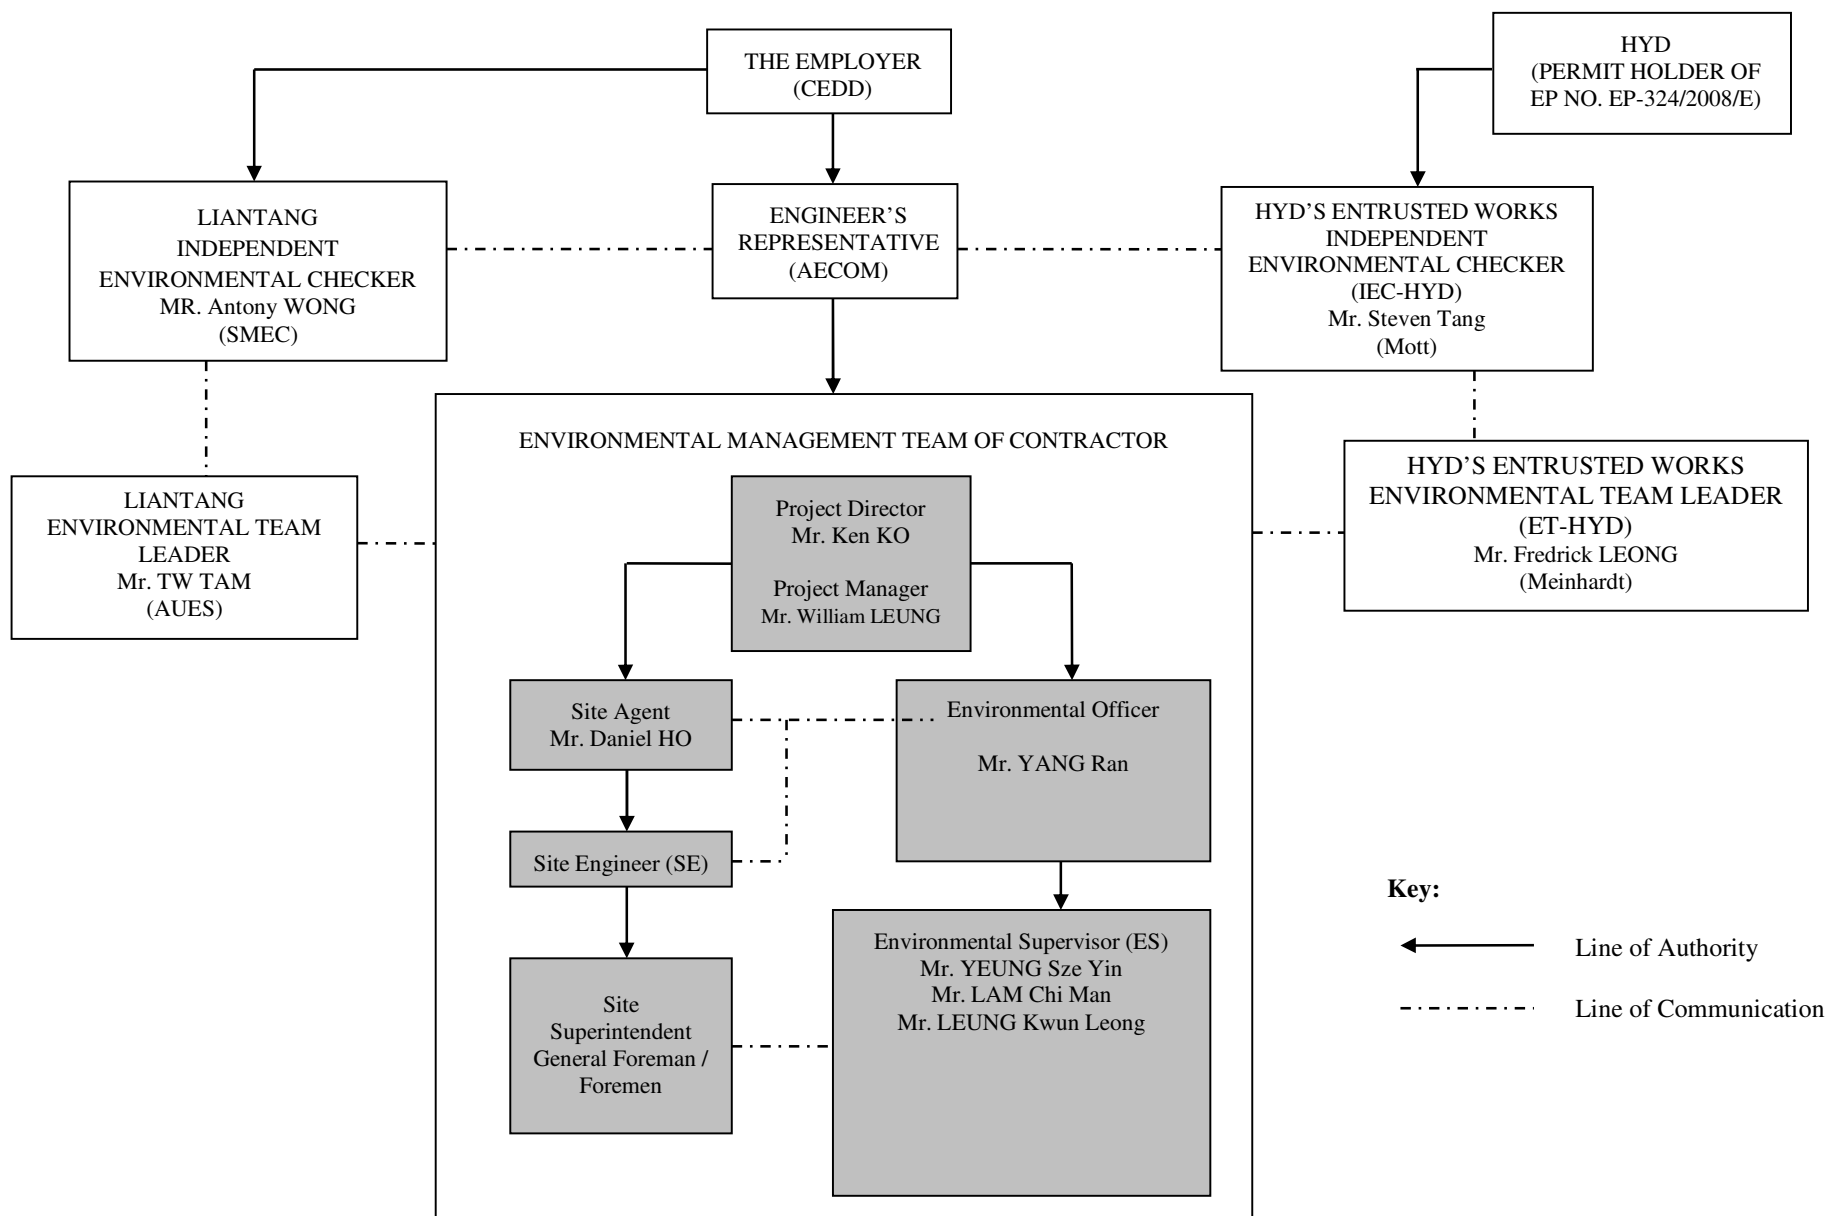 THE EMPLOYER
(CEDD)
HYD
(PERMIT HOLDER OF
EP NO. EP-324/2008/E)
LIANTANG
INDEPENDENT
ENVIRONMENTAL CHECKER
MR. Antony WONG
(SMEC)
ENGINEER'S
REPRESENTATIVE
(AECOM)
HYD'S ENTRUSTED WORKS
INDEPENDENT
ENVIRONMENTAL CHECKER
(IEC-HYD)
Mr. Steven Tang
(Mott)
LIANTANG
ENVIRONMENTAL TEAM
LEADER
Mr. TW TAM
(AUES)
ENVIRONMENTAL MANAGEMENT TEAM OF CONTRACTOR
HYD'S ENTRUSTED WORKS
ENVIRONMENTAL TEAM LEADER
(ET-HYD)
Mr. Fredrick LEONG
(Meinhardt)
Project Director
Mr. Ken KO
Project Manager
Mr. William LEUNG
Site Agent
Mr. Daniel HO
Environmental Officer
Mr. YANG Ran
Site Engineer (SE)
Environmental Supervisor (ES)
Mr. YEUNG Sze Yin
Mr. LAM Chi Man
Mr. LEUNG Kwun Leong
Site
Superintendent
General Foreman /
Foremen
Key:
Line of Authority
Line of Communication